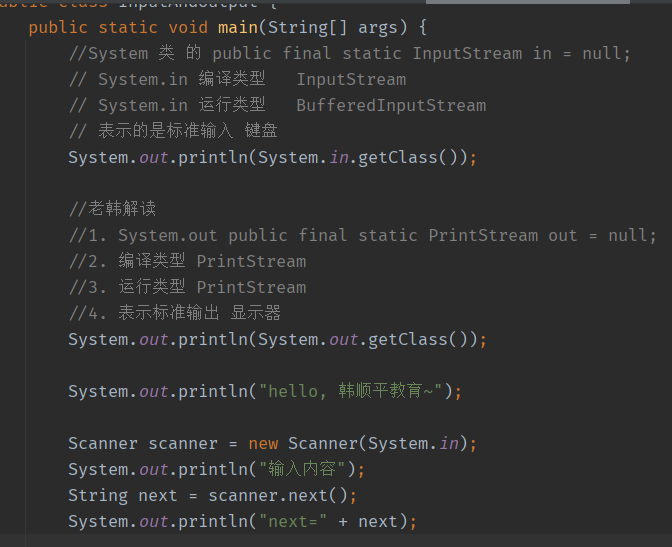 public class InputAndOutput {
public static void main(String[] args) {
//System 类 的 public final static InputStream in = null;
// System.in 编译类型 InputStream
// System.in 运行类型 BufferedInputStream
// 表示的是标准输入 键盘
System.out.println(System.in.getClass());
//老韩解读
//1. System.out public final static PrintStream out = null;
//2. 编译类型 PrintStream
//3. 运行类型 PrintStream
//4. 表示标准输出 显示器
System.out.println(System.out.getClass());
System.out.println("hello, 韩顺平教育~");
Scanner scanner = new Scanner(System.in);
System.out.println("输入内容");
String next = scanner.next();
System.out.println("next=" + next);